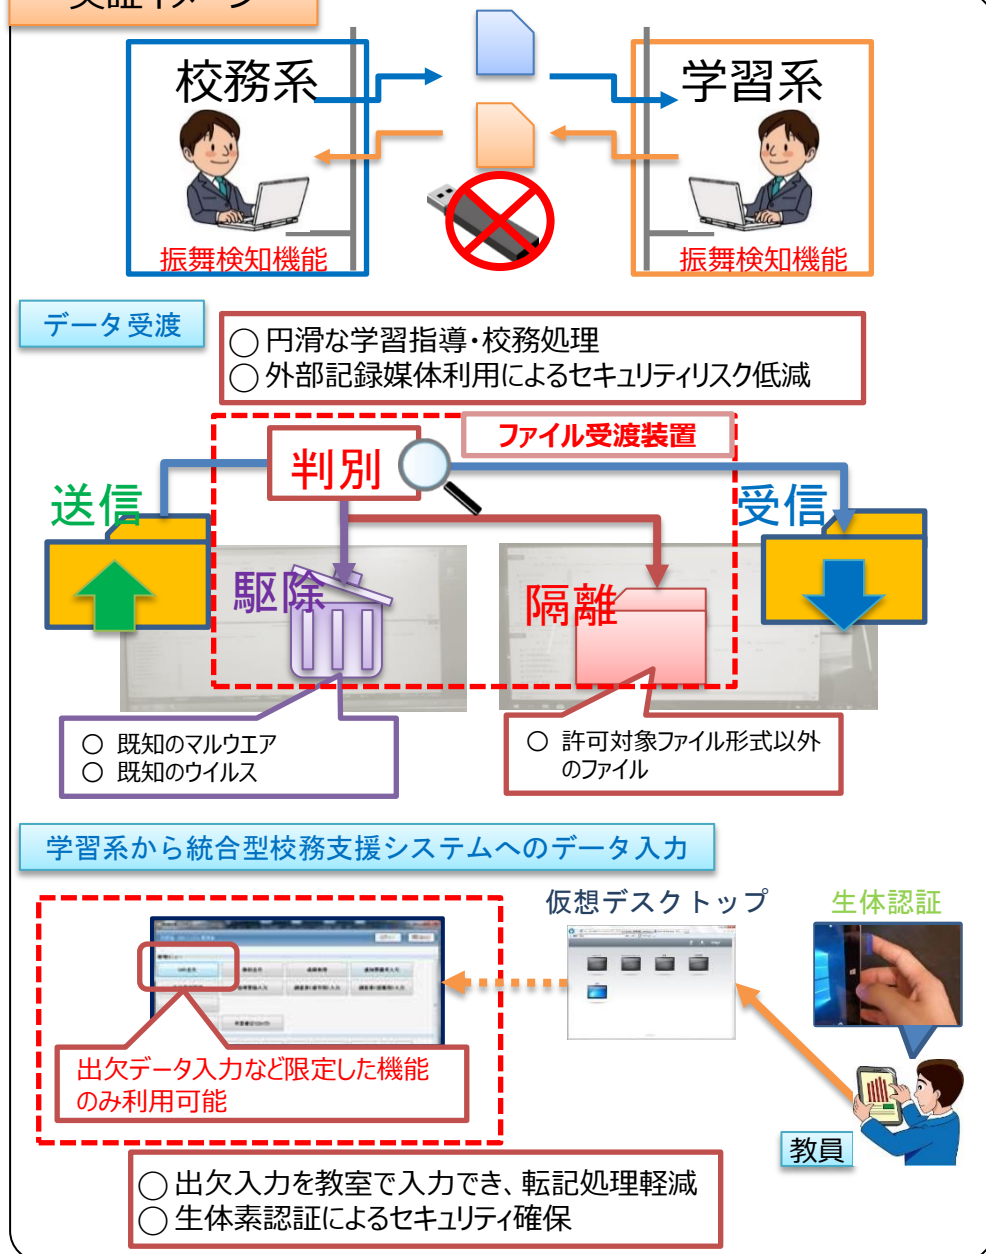 実証イメージ
校務系
学習系
振舞検知機能
振舞検知機能
データ受渡
○ 円滑な学習指導・校務処理
○ 外部記録媒体利用によるセキュリティリスク低減
ファイル受渡装置
判別
送信
受信
駆除
隔離
○ 既知のマルウエア
○ 既知のウイルス
○ 許可対象ファイル形式以外
のファイル
学習系から統合型校務支援システムへのデータ入力
仮想デスクトップ
生体認証
出欠データ入力など限定した機能
のみ利用可能
教員
○ 出欠入力を教室で入力でき、転記処理軽減
○ 生体素認証によるセキュリティ確保